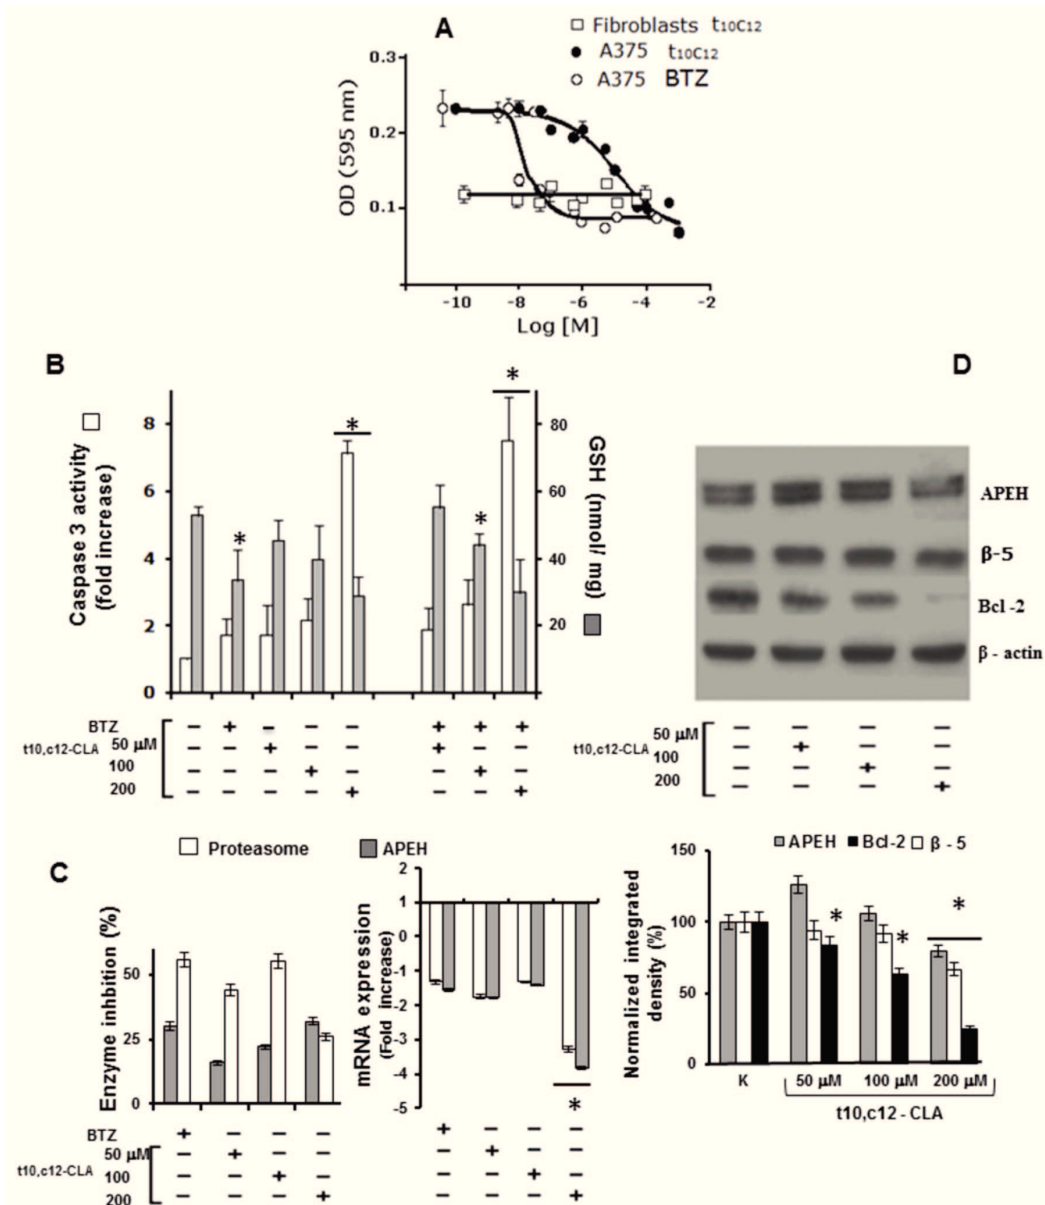 A
Fibroblasts t10C12
A375 t10C12
A375 BTZ
OD (595 nm)
0.3
0.2
0.1
-10 -8 -6 -4 -2
Log [M]
B
Caspase 3 activity
(fold increase)
8
6
4
2
0
* * * *
80
60
40
20
GSH (nmol/ mg)
BTZ − + − − − + + +
t10,c12-CLA 50 µM − − + − − + − −
100 − − − + − − + −
200 − − − − + − − +
D
APEH
β-5
Bcl -2
β - actin
50 µM − − − −
t10,c12-CLA − + − −
100 − − + −
200 − − − +
C
Proteasome APEH
Enzyme inhbition (%)
50
25
0
BTZ + − − −
50 µM − + − −
t10,c12-CLA
100 − − + −
200 − − − +
mRNA expression
(Fold increase)
2
1
0
-1
-2
-3
-4
-5
*
+ − − −
− + − −
− − + −
− − − +
APEH Bcl-2 β - 5
Normalized integrated
density (%)
150
100
50
0
* * *
K 50 µM 100 µM 200 µM
t10,c12 - CLA